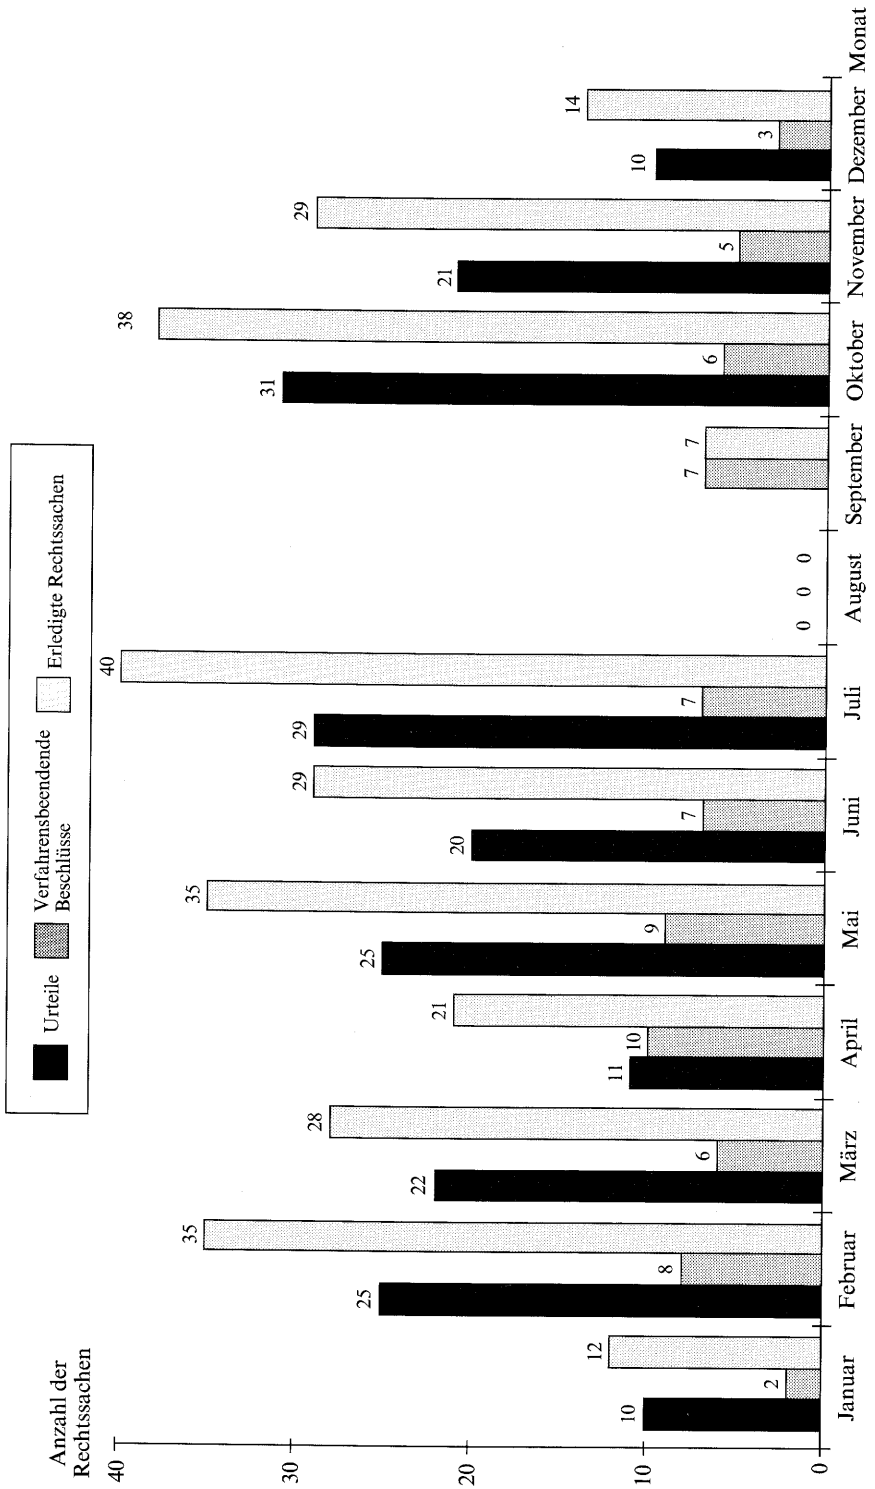 Anzahl der
Rechtssachen
Urteile
Verfahrensbeendende
Beschlüsse
Erledigte Rechtssachen
40
30
20
10
0
10
2
12
25
8
35
22
6
28
11
10
21
25
9
35
20
7
29
29
7
40
0
0
0
7
7
31
6
38
21
5
29
10
3
14
Januar
Februar
März
April
Mai
Juni
Juli
August
September
Oktober
November
Dezember
Monat